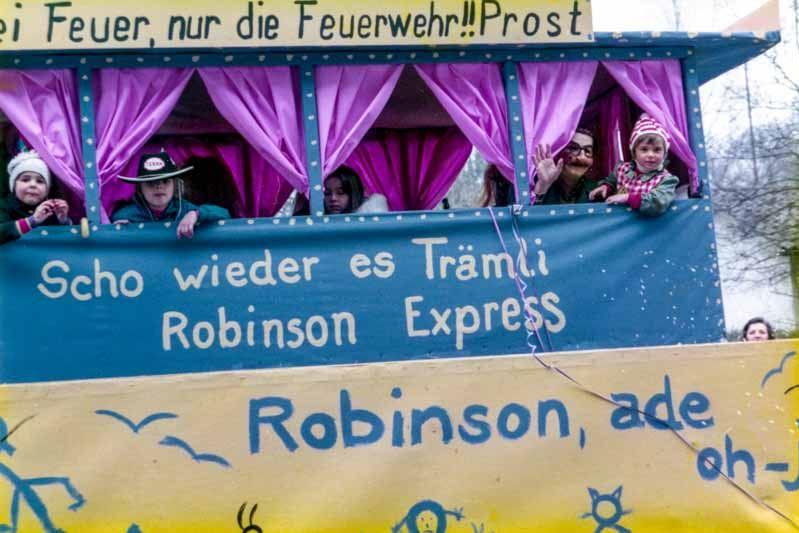 ei Feuer, nur die Feuerwehr!! Prost
Scho wieder es Trämli
Robinson Express
Robinson, ade
oh-J